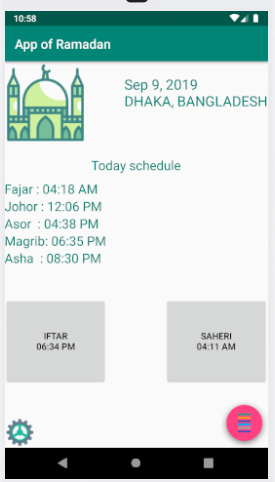 10:58
App of Ramadan
Sep 9, 2019
DHAKA, BANGLADESH
Today schedule
Fajar : 04:18 AM
Johor : 12:06 PM
Asor : 04:38 PM
Magrib: 06:35 PM
Asha : 08:30 PM
IFTAR
06:34 PM
SAHERI
04:11 AM